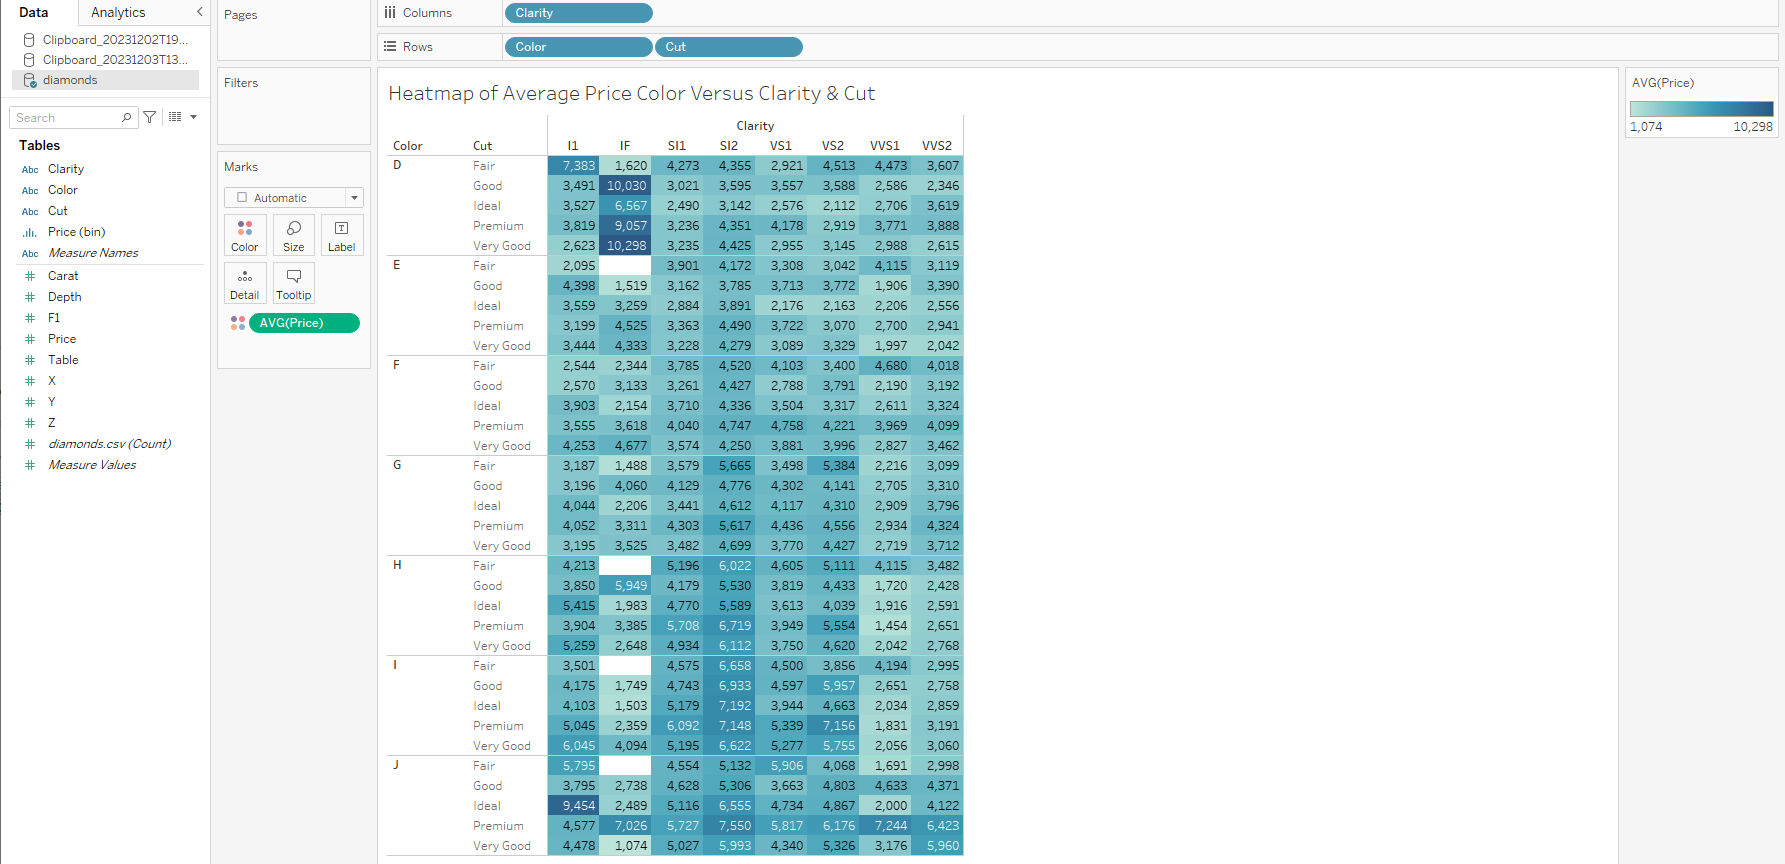 Data
Analytics
Clipboard_20231202T19...
Clipboard_20231203T13...
diamonds
Search
Tables
Abc Clarity
Abc Color
Abc Cut
Price (bin)
Abc Measure Names
# Carat
# Depth
# F1
# Price
# Table
# X
# Y
# Z
# diamonds.csv (Count)
# Measure Values
Pages
Filters
Marks
Automatic
Color Size Label
Detail Tooltip
AVG(Price)
Columns Clarity
Rows Color Cut
Heatmap of Average Price Color Versus Clarity & Cut
Clarity
Color Cut I1 IF SI1 SI2 VS1 VS2 VVS1 VVS2
D Fair 7,383 1,620 4,273 4,355 2,921 4,513 4,473 3,607
Good 3,491 10,030 3,021 3,595 3,557 3,588 2,586 2,346
Ideal 3,527 6,567 2,490 3,142 2,576 2,112 2,706 3,619
Premium 3,819 9,057 3,236 4,351 4,178 2,919 3,771 3,888
Very Good 2,623 10,298 3,235 4,425 2,955 3,145 2,988 2,615
E Fair 2,095 3,901 4,172 3,308 3,042 4,115 3,119
Good 4,398 1,519 3,162 3,785 3,713 3,772 1,906 3,390
Ideal 3,559 3,259 2,884 3,891 2,176 2,163 2,206 2,556
Premium 3,199 4,525 3,363 4,490 3,722 3,070 2,700 2,941
Very Good 3,444 4,333 3,228 4,279 3,089 3,329 1,997 2,042
F Fair 2,544 2,344 3,785 4,520 4,103 3,400 4,680 4,018
Good 2,570 3,133 3,261 4,427 2,788 3,791 2,190 3,192
Ideal 3,903 2,154 3,710 4,336 3,504 3,317 2,611 3,324
Premium 3,555 3,618 4,040 4,747 4,758 4,221 3,969 4,099
Very Good 4,253 4,677 3,574 4,250 3,881 3,996 2,827 3,462
G Fair 3,187 1,488 3,579 5,665 3,498 5,384 2,216 3,099
Good 3,196 4,060 4,129 4,776 4,302 4,141 2,705 3,310
Ideal 4,044 2,206 3,441 4,612 4,117 4,310 2,909 3,796
Premium 4,052 3,311 4,303 5,617 4,436 4,556 2,934 4,324
Very Good 3,195 3,525 3,482 4,699 3,770 4,427 2,719 3,712
H Fair 4,213 5,196 6,022 4,605 5,111 4,115 3,482
Good 3,850 5,949 4,179 5,530 3,819 4,433 1,720 2,428
Ideal 5,415 1,983 4,770 5,589 3,613 4,039 1,916 2,591
Premium 3,904 3,385 5,708 6,719 3,949 5,554 1,454 2,651
Very Good 5,259 2,648 4,934 6,112 3,750 4,620 2,042 2,768
I Fair 3,501 4,575 6,658 4,500 3,856 4,194 2,995
Good 4,175 1,749 4,743 6,933 4,597 5,957 2,651 2,758
Ideal 4,103 1,503 5,179 7,192 3,944 4,663 2,034 2,859
Premium 5,045 2,359 6,092 7,148 5,339 7,156 1,831 3,191
Very Good 6,045 4,094 5,195 6,622 5,277 5,755 2,056 3,060
J Fair 5,795 4,554 5,132 5,906 4,068 1,691 2,998
Good 3,795 2,738 4,628 5,306 3,663 4,803 4,633 4,371
Ideal 9,454 2,489 5,116 6,555 4,734 4,867 2,000 4,122
Premium 4,577 7,026 5,727 7,550 5,817 6,176 7,244 6,423
Very Good 4,478 1,074 5,027 5,993 4,340 5,326 3,176 5,960
AVG(Price)
1,074 10,298